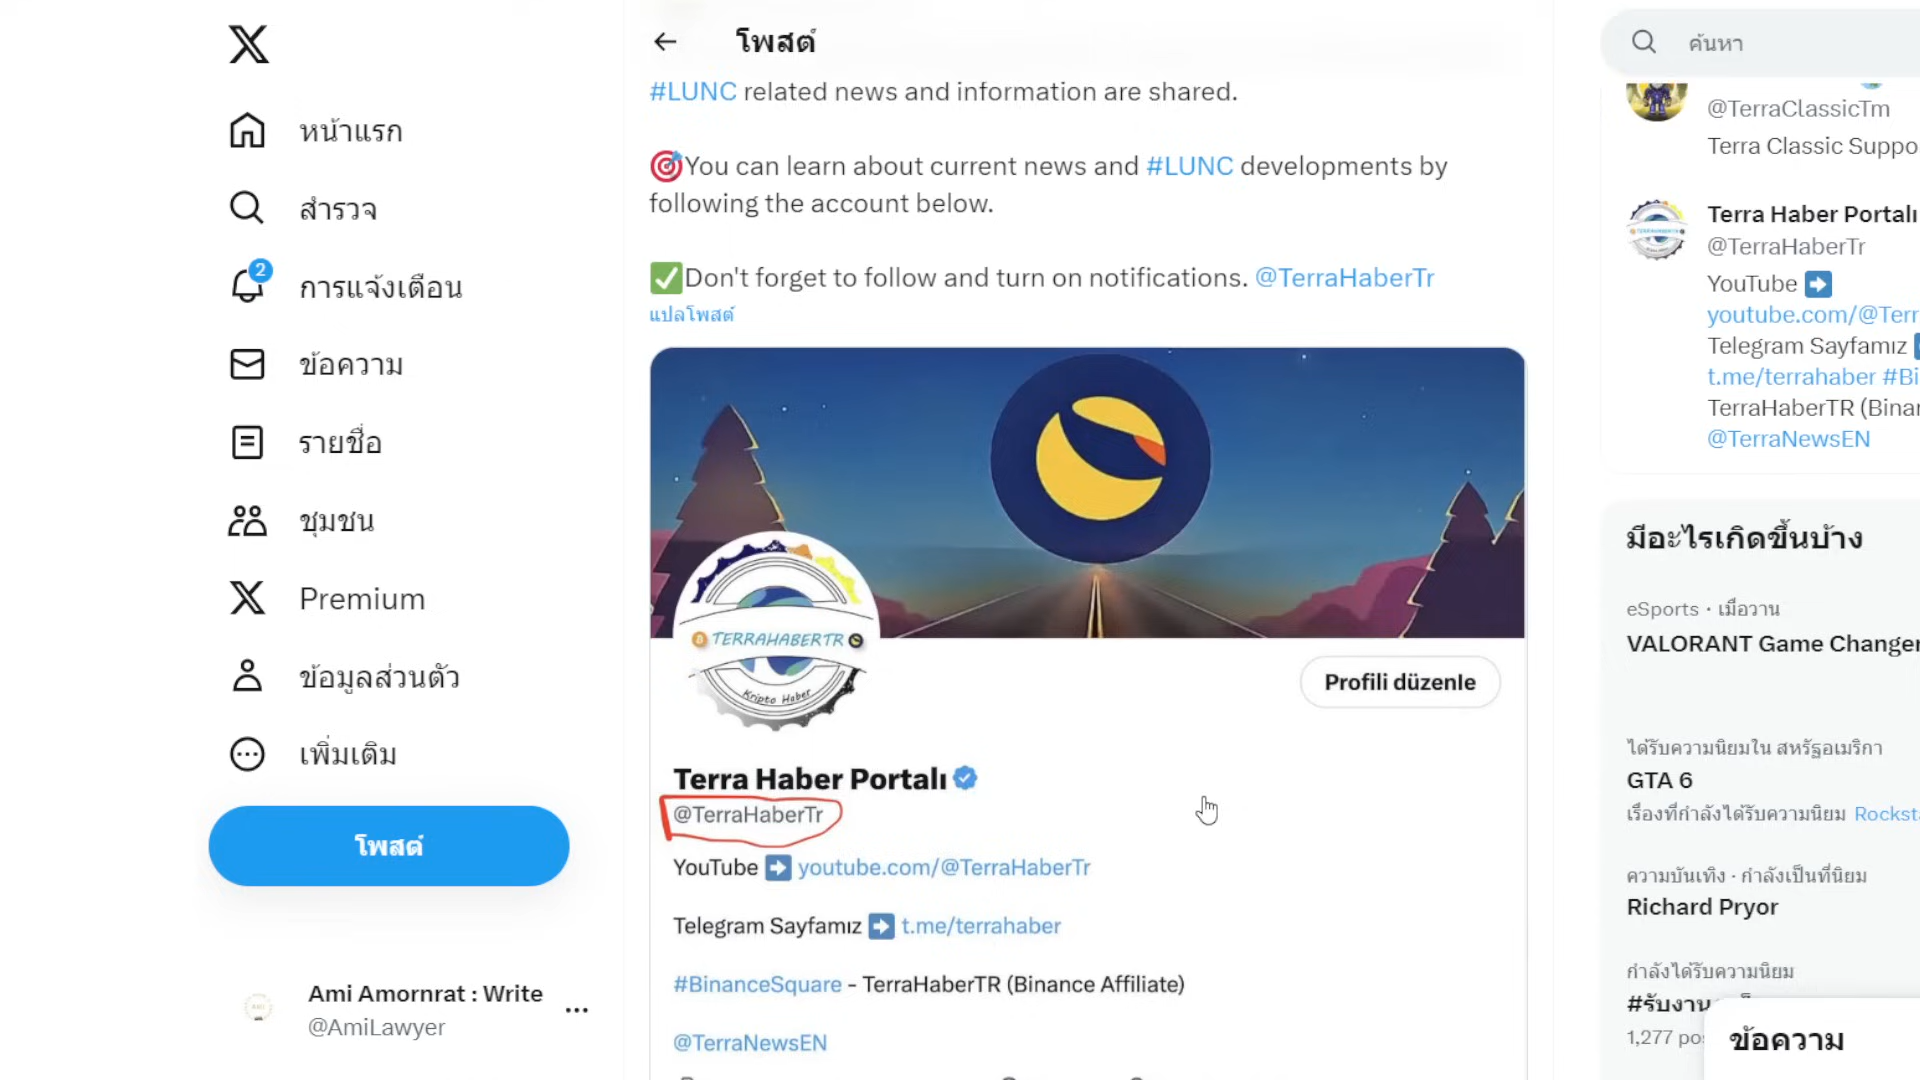 หน้าแรก
สำรวจ
2
การแจ้งเตือน
ข้อความ
รายชื่อ
ชุมชน
Premium
ข้อมูลส่วนตัว
เพิ่มเติม
โพสต์
Ami Amornrat : Write
@AmiLawyer
โพสต์
#LUNC related news and information are shared.
You can learn about current news and #LUNC developments by
following the account below.
Don't forget to follow and turn on notifications. @TerraHaberTr
แปลโพสต์
TERRAHABERTR
Kripto Haber
Profili düzenle
Terra Haber Portalı
@TerraHaberTr
YouTube ➡ youtube.com/@TerraHaberTr
Telegram Sayfamız ➡ t.me/terrahaber
#BinanceSquare - TerraHaberTR (Binance Affiliate)
@TerraNewsEN
ค้นหา
@TerraClassicTm
Terra Classic Suppo
Terra Haber Portalı
@TerraHaberTr
YouTube ➡
youtube.com/@Terr
Telegram Sayfamız
t.me/terrahaber #Bi
TerraHaberTR (Binan
@TerraNewsEN
มีอะไรเกิดขึ้นบ้าง
eSports · เมื่อวาน
VALORANT Game Changer
ได้รับความนิยมใน สหรัฐอเมริกา
GTA 6
เรื่องที่กำลังได้รับความนิยม Rocksta
ความบันเทิง · กำลังเป็นที่นิยม
Richard Pryor
กำลังได้รับความนิยม
#รับงาน
1,277 pos
ข้อความ